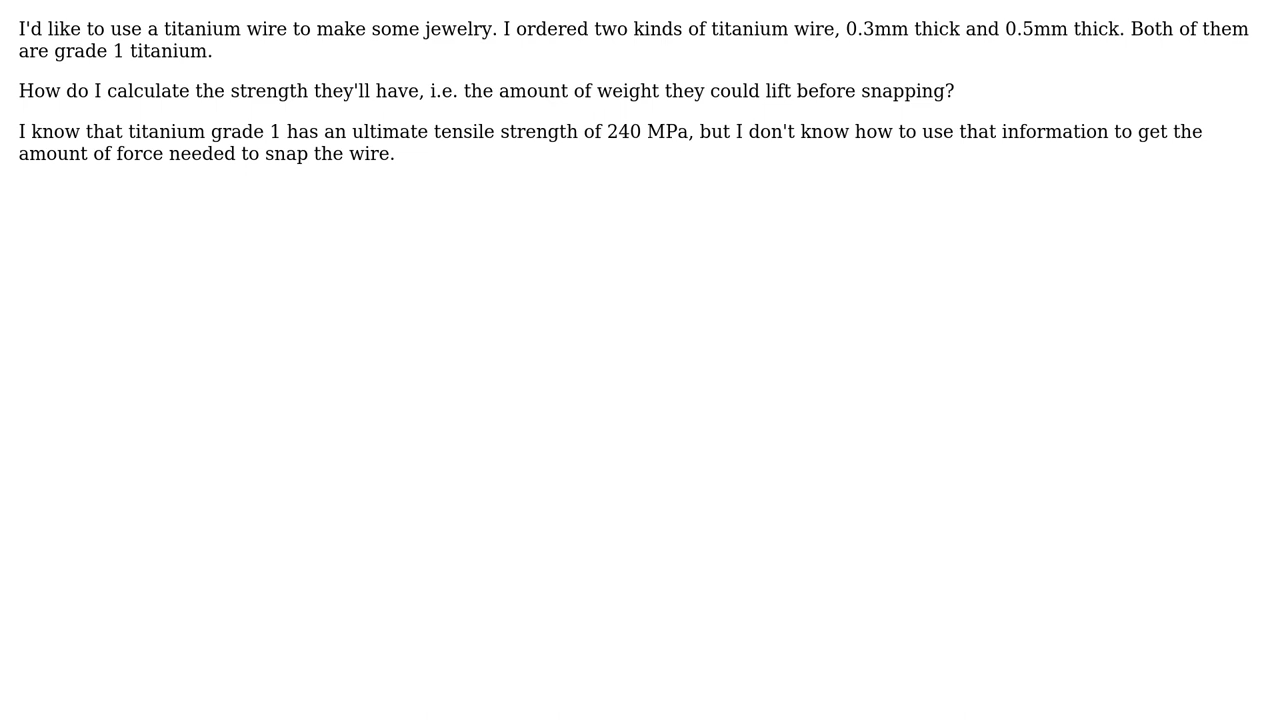 I'd like to use a titanium wire to make some jewelry. I ordered two kinds of titanium wire, 0.3mm thick and 0.5mm thick. Both of them
are grade 1 titanium.
How do I calculate the strength they'll have, i.e. the amount of weight they could lift before snapping?
I know that titanium grade 1 has an ultimate tensile strength of 240 MPa, but I don't know how to use that information to get the
amount of force needed to snap the wire.